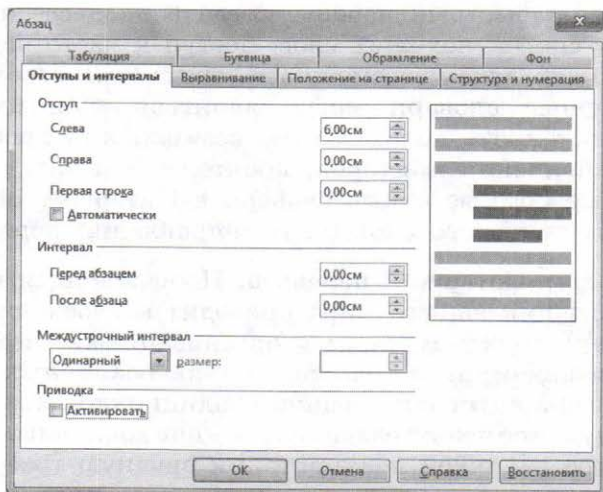 Абзац
Табуляция Буквица Обрамление Фон
Отступы и интервалы Выравнивание Положение на странице Структура и нумерация
Отступ
Слева 6,00см
Справа 0,00см
Первая строка 0,00см
Автоматически
Интервал
Перед абзацем 0,00см
После абзаца 0,00см
Междустрочный интервал
Одинарный размер:
Приводка
Активировать
ОК Отмена Справка Восстановить